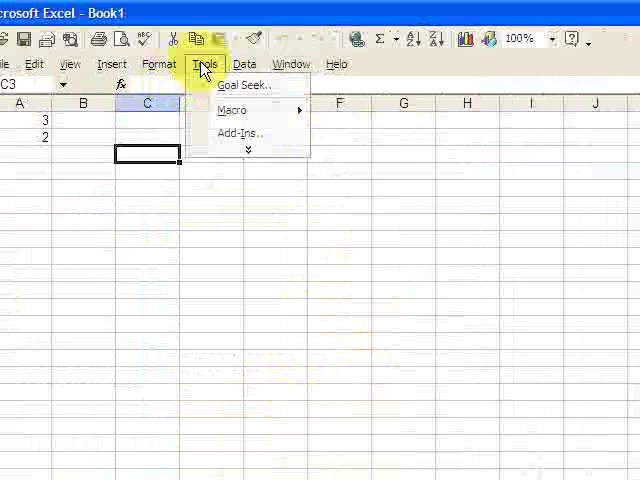 icrosoft Excel - Book1
100%
ile Edit View Insert Format Tools Data Window Help
C3 fx
Goal Seek...
Macro
Add-Ins...
A B C F G H I J
3
2